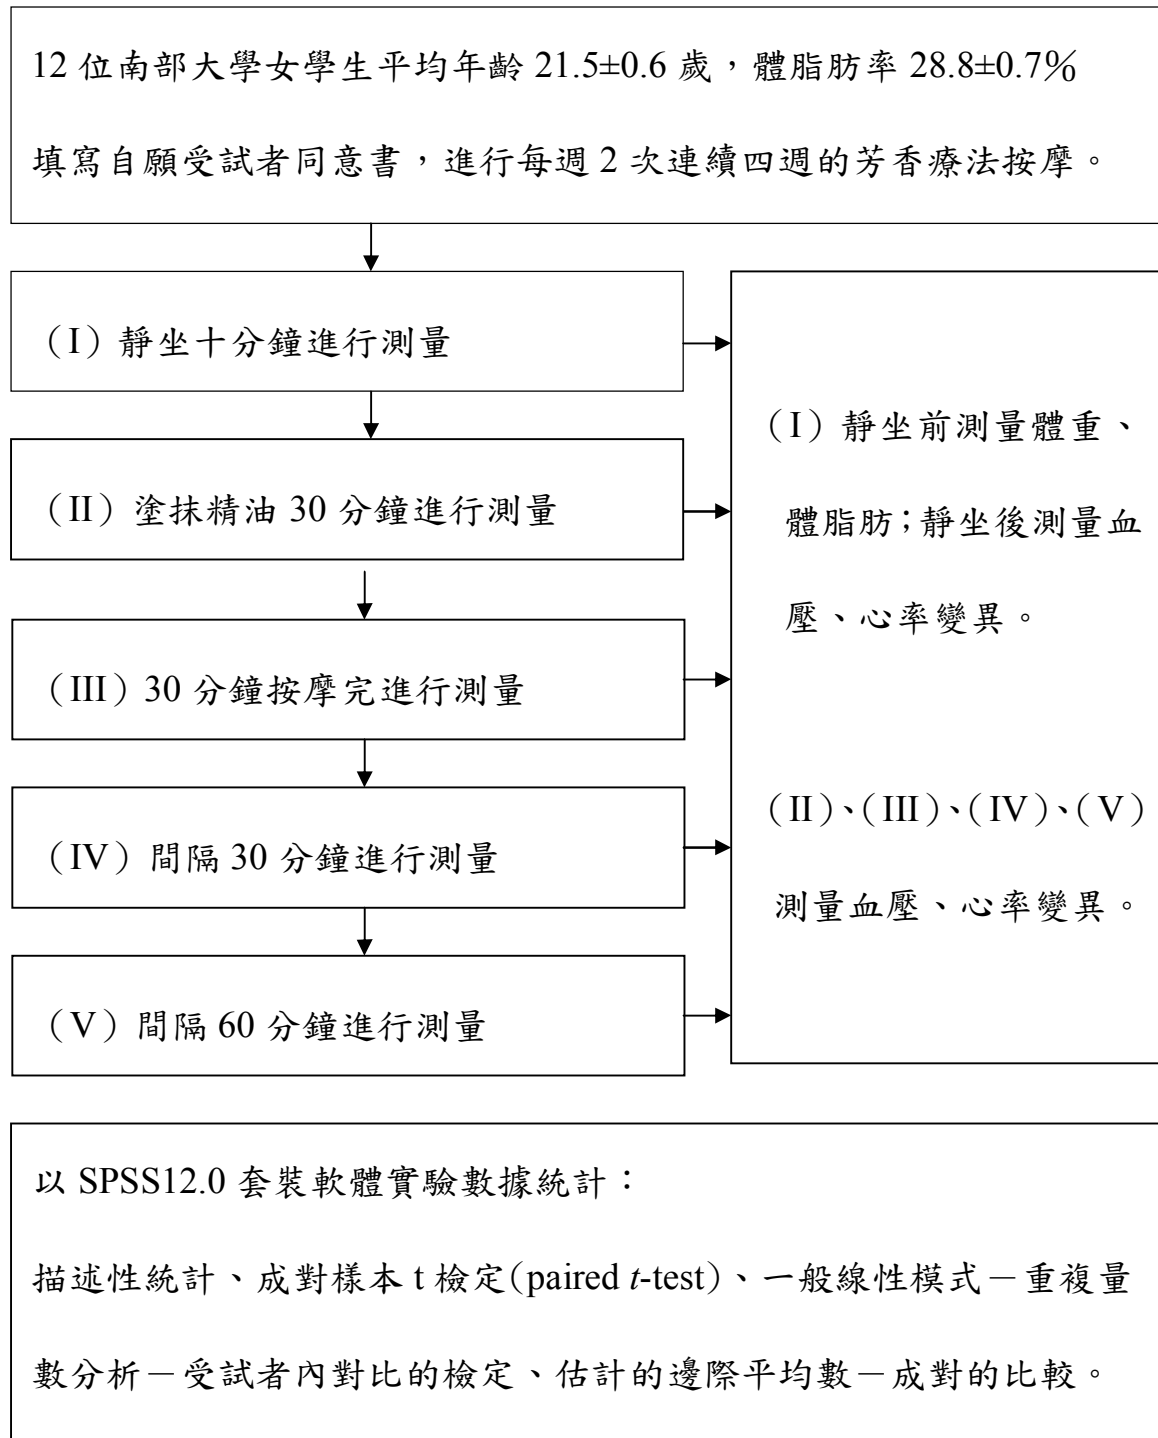 12 位南部大學女學生平均年齡 21.5±0.6 歲，體脂肪率 28.8±0.7%
填寫自願受試者同意書，進行每週 2 次連續四週的芳香療法按摩。
（I）靜坐十分鐘進行測量
（II）塗抹精油 30 分鐘進行測量
（III）30 分鐘按摩完進行測量
（IV）間隔 30 分鐘進行測量
（V）間隔 60 分鐘進行測量
（I）靜坐前測量體重、
體脂肪；靜坐後測量血
壓、心率變異。
（II）、（III）、（IV）、（V）
測量血壓、心率變異。
以 SPSS12.0 套裝軟體實驗數據統計：
描述性統計、成對樣本 t 檢定(paired t-test)、一般線性模式－重複量
數分析－受試者內對比的檢定、估計的邊際平均數－成對的比較。